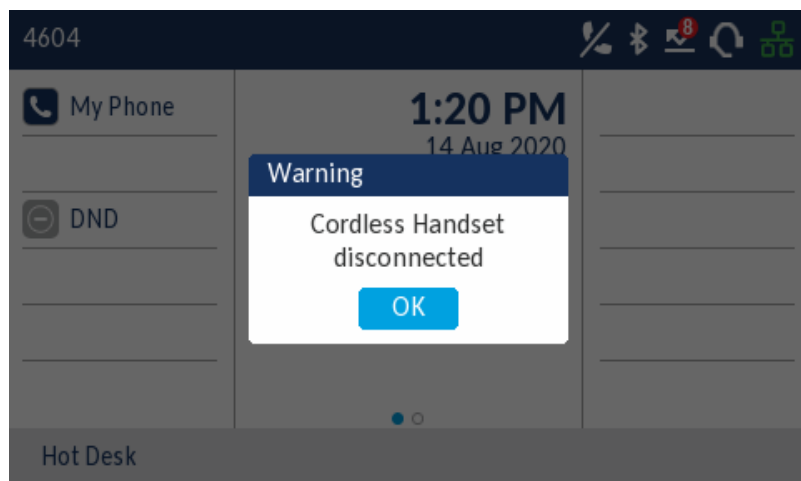 4604
8
My Phone
1:20 PM
14 Aug 2020
Warning
DND
Cordless Handset
disconnected
OK
Hot Desk